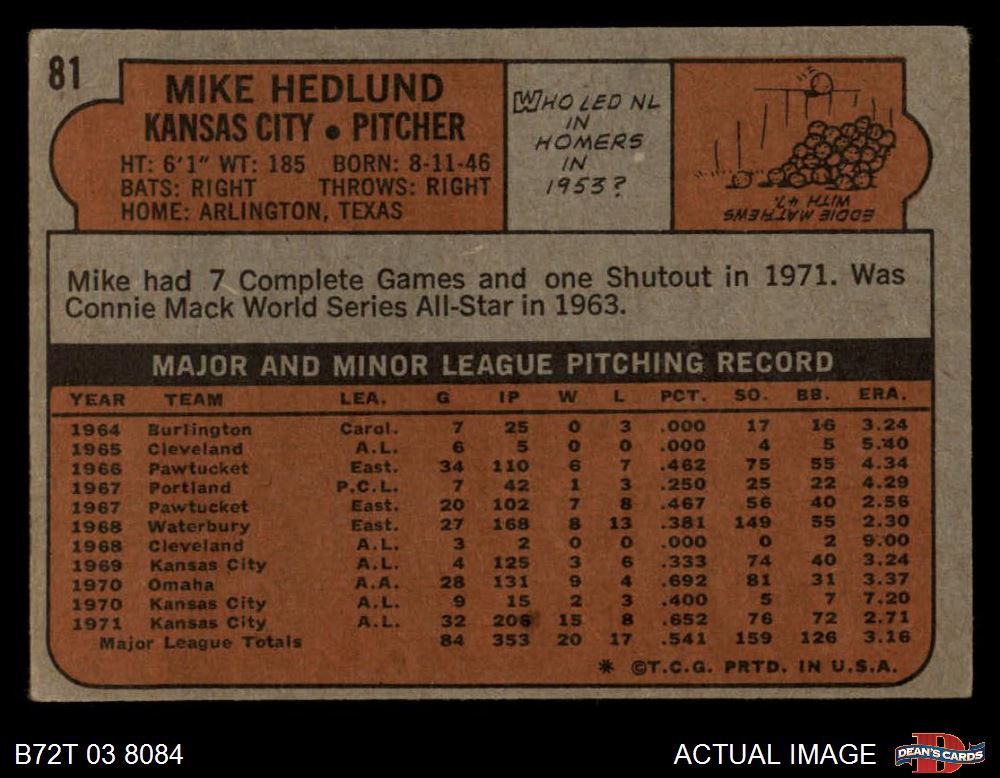 81
MIKE HEDLUND
KANSAS CITY • PITCHER
HT: 6'1" WT: 185 BORN: 8-11-46
BATS: RIGHT THROWS: RIGHT
HOME: ARLINGTON, TEXAS
WHO LED NL
IN
HOMERS
IN
1953?
EDDIE MATHEWS
WITH 47.
Mike had 7 Complete Games and one Shutout in 1971. Was
Connie Mack World Series All-Star in 1963.
MAJOR AND MINOR LEAGUE PITCHING RECORD
YEAR TEAM LEA. G IP W L PCT. SO. BB. ERA.
1964 Burlington Carol. 7 25 0 3 .000 17 16 3.24
1965 Cleveland A.L. 6 5 0 0 .000 4 5 5.40
1966 Pawtucket East. 34 110 6 7 .462 75 55 4.34
1967 Portland P.C.L. 7 42 1 3 .250 25 22 4.29
1967 Pawtucket East. 20 102 7 8 .467 56 40 2.56
1968 Waterbury East. 27 168 8 13 .381 149 55 2.30
1968 Cleveland A.L. 3 2 0 0 .000 0 2 9.00
1969 Kansas City A.L. 4 125 3 6 .333 74 40 3.24
1970 Omaha A.A. 28 131 9 4 .692 81 31 3.37
1970 Kansas City A.L. 9 15 2 3 .400 5 7 7.20
1971 Kansas City A.L. 32 206 15 8 .652 76 72 2.71
Major League Totals 84 353 20 17 .541 159 126 3.16
* ©T.C.G. PRTD. IN U.S.A.
B72T 03 8084
ACTUAL IMAGE
D
DEAN'S CARDS